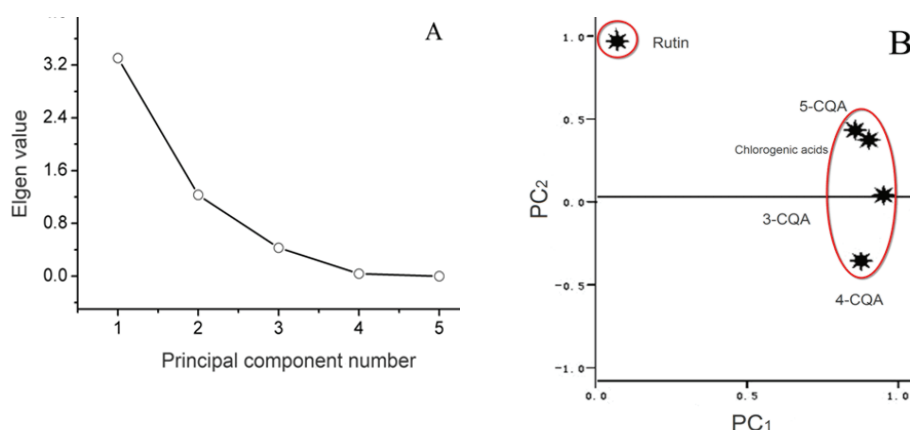 A
3.2
2.4
1.6
0.8
0.0
Elgen value
1 2 3 4 5
Principal component number
B
1.0
0.5
0.0
-0.5
-1.0
PC2
Rutin
5-CQA
Chlorogenic acids
3-CQA
4-CQA
0.0 0.5 1.0
PC1